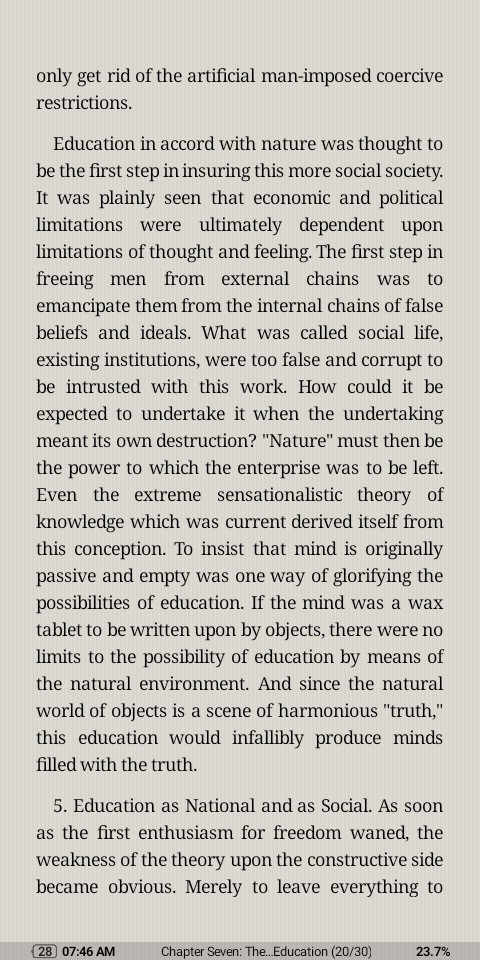 only get rid of the artificial man-imposed coercive
restrictions.
Education in accord with nature was thought to
be the first step in insuring this more social society.
It was plainly seen that economic and political
limitations were ultimately dependent upon
limitations of thought and feeling. The first step in
freeing men from external chains was to
emancipate them from the internal chains of false
beliefs and ideals. What was called social life,
existing institutions, were too false and corrupt to
be intrusted with this work. How could it be
expected to undertake it when the undertaking
meant its own destruction? "Nature" must then be
the power to which the enterprise was to be left.
Even the extreme sensationalistic theory of
knowledge which was current derived itself from
this conception. To insist that mind is originally
passive and empty was one way of glorifying the
possibilities of education. If the mind was a wax
tablet to be written upon by objects, there were no
limits to the possibility of education by means of
the natural environment. And since the natural
world of objects is a scene of harmonious "truth,"
this education would infallibly produce minds
filled with the truth.
5. Education as National and as Social. As soon
as the first enthusiasm for freedom waned, the
weakness of the theory upon the constructive side
became obvious. Merely to leave everything to
28 07:46 AM Chapter Seven: The...Education (20/30) 23.7%